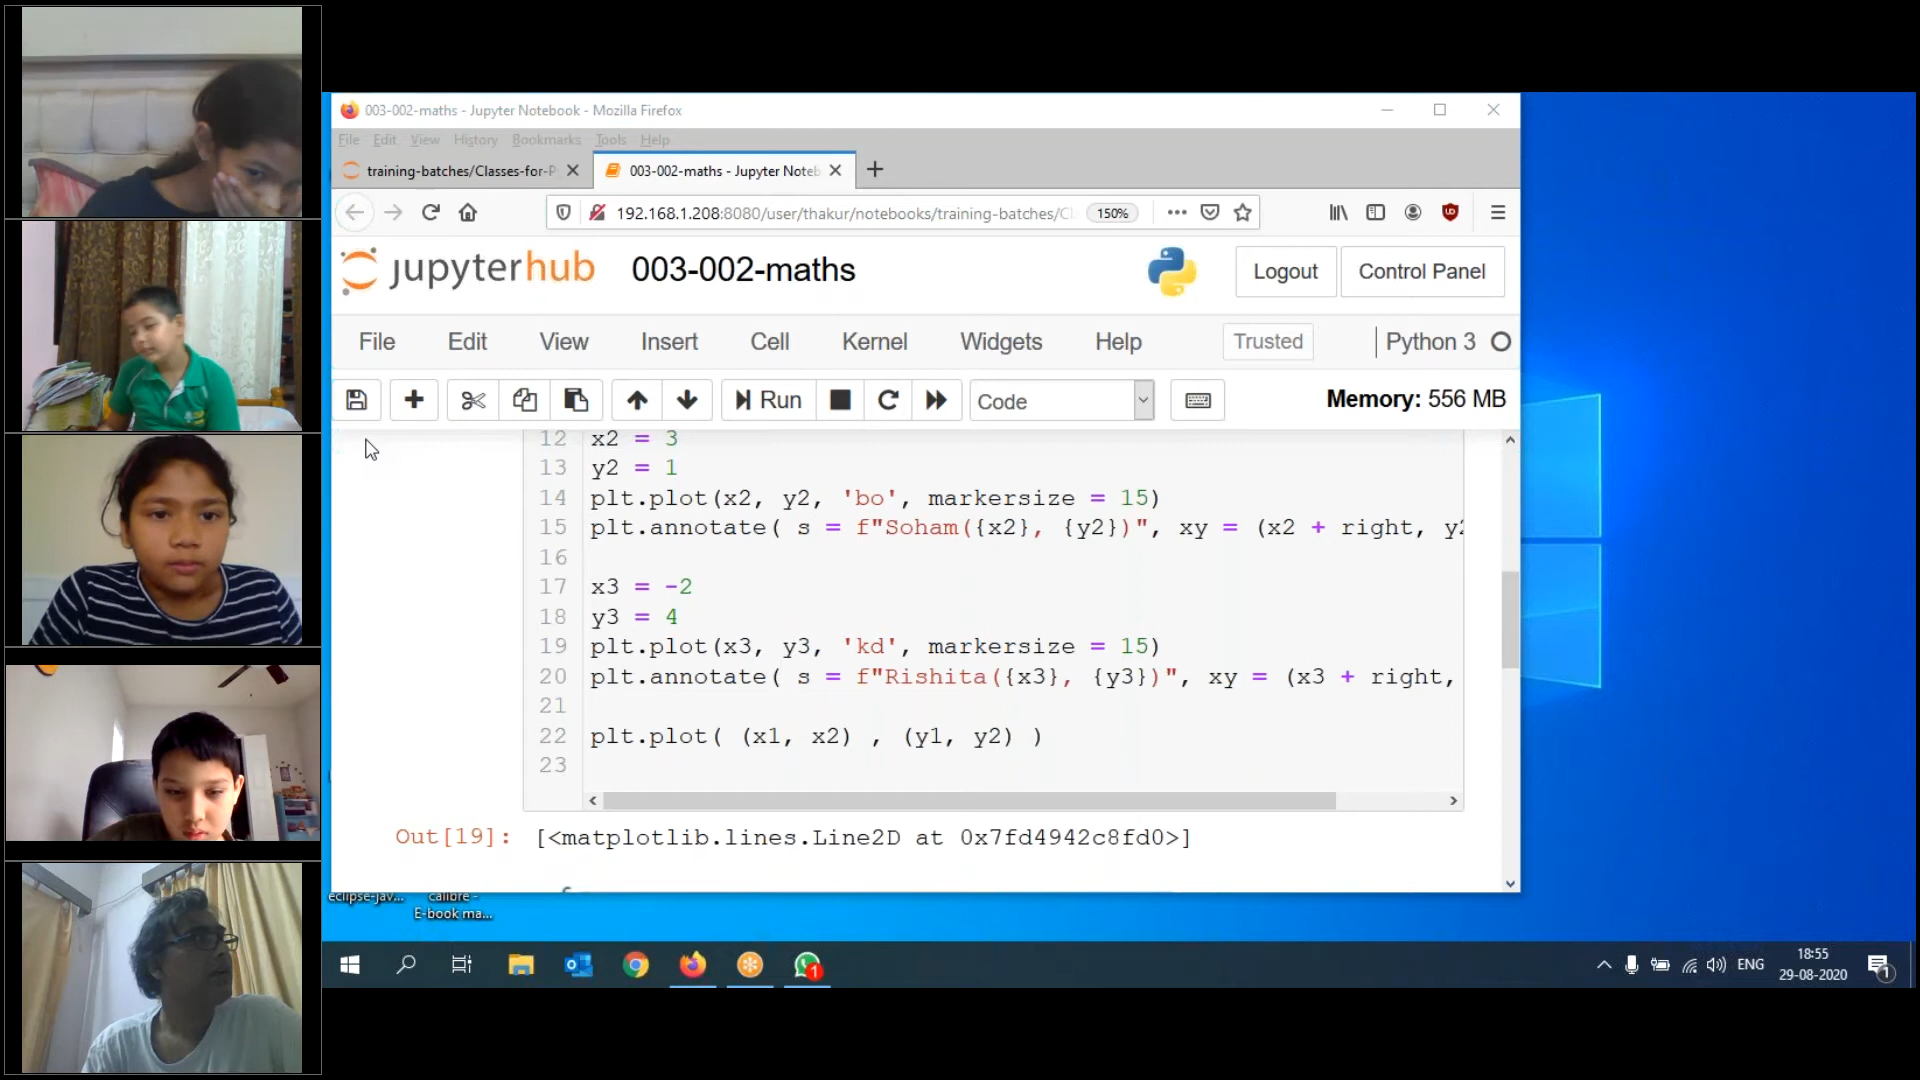 003-002-maths - Jupyter Notebook - Mozilla Firefox
File Edit View History Bookmarks Tools Help
training-batches/Classes-for-P
003-002-maths - Jupyter Noteb
192.168.1.208:8080/user/thakur/notebooks/training-batches/C
150%
jupyterhub
003-002-maths
Logout
Control Panel
File Edit View Insert Cell Kernel Widgets Help
Trusted
Python 3
Run
Code
Memory: 556 MB
12 x2 = 3
13 y2 = 1
14 plt.plot(x2, y2, 'bo', markersize = 15)
15 plt.annotate( s = f"Soham({x2}, {y2})", xy = (x2 + right, y2
16
17 x3 = -2
18 y3 = 4
19 plt.plot(x3, y3, 'kd', markersize = 15)
20 plt.annotate( s = f"Rishita({x3}, {y3})", xy = (x3 + right,
21
22 plt.plot( (x1, x2) , (y1, y2) )
23
Out[19]: [<matplotlib.lines.Line2D at 0x7fd4942c8fd0>]
eclipse-jav...
calibre -
E-book ma...
1
ENG
18:55
29-08-2020
1